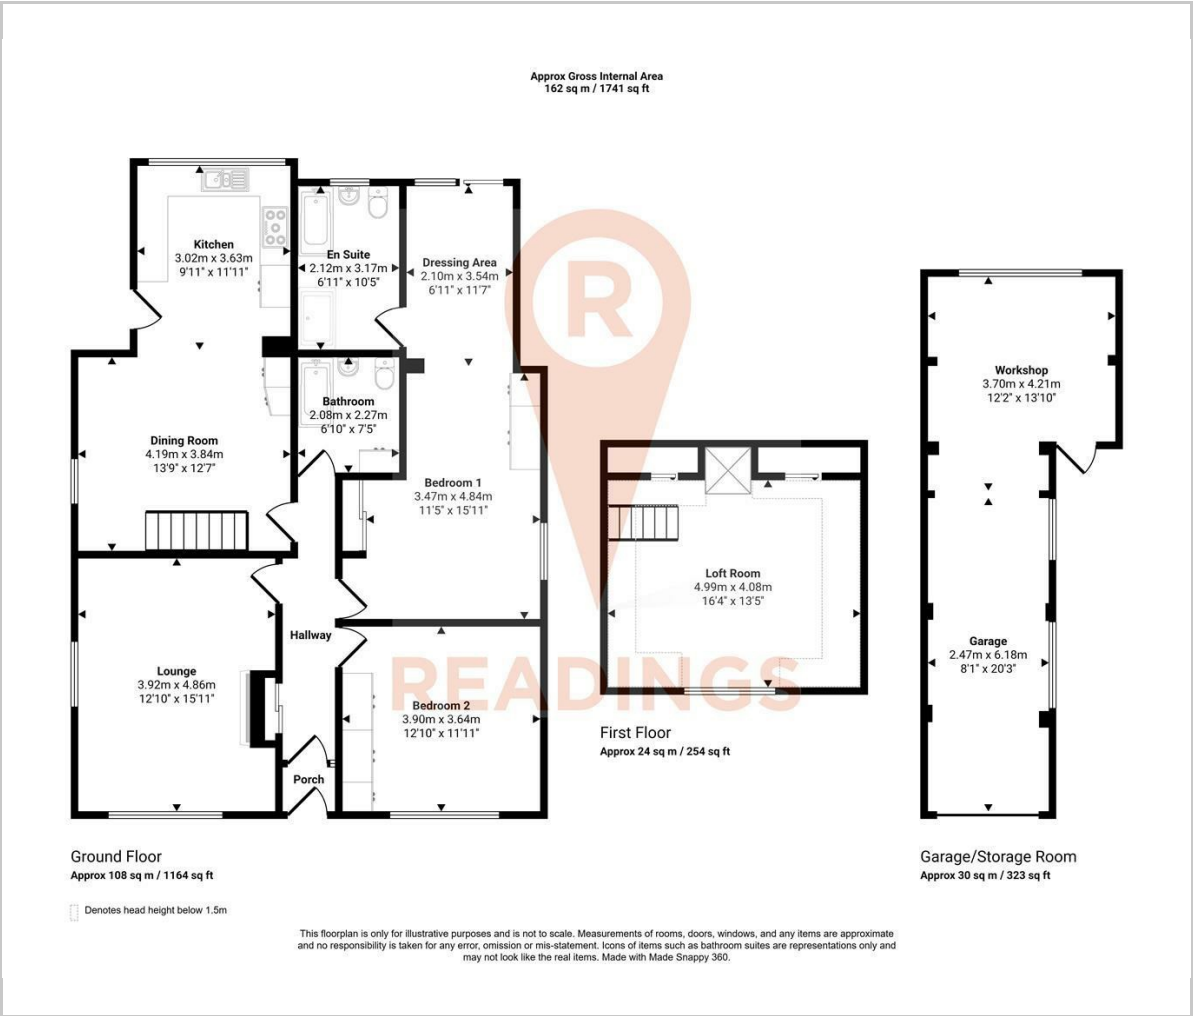 Approx Gross Internal Area
162 sq m / 1741 sq ft
Kitchen
3.02m x 3.63m
9'11" x 11'11"
En Suite
2.12m x 3.17m
6'11" x 10'5"
Dressing Area
2.10m x 3.54m
6'11" x 11'7"
R
Bathroom
2.08m x 2.27m
6'10" x 7'5"
Dining Room
4.19m x 3.84m
13'9" x 12'7"
Bedroom 1
3.47m x 4.84m
11'5" x 15'11"
Hallway
Lounge
3.92m x 4.86m
12'10" x 15'11"
READINGS
Bedroom 2
3.90m x 3.64m
12'10" x 11'11"
Porch
Loft Room
4.99m x 4.08m
16'4" x 13'5"
First Floor
Approx 24 sq m / 254 sq ft
Workshop
3.70m x 4.21m
12'2" x 13'10"
Garage
2.47m x 6.18m
8'1" x 20'3"
Ground Floor
Approx 108 sq m / 1164 sq ft
Garage/Storage Room
Approx 30 sq m / 323 sq ft
Denotes head height below 1.5m
This floorplan is only for illustrative purposes and is not to scale. Measurements of rooms, doors, windows, and any items are approximate
and no responsibility is taken for any error, omission or mis-statement. Icons of items such as bathroom suites are representations only and
may not look like the real items. Made with Made Snappy 360.